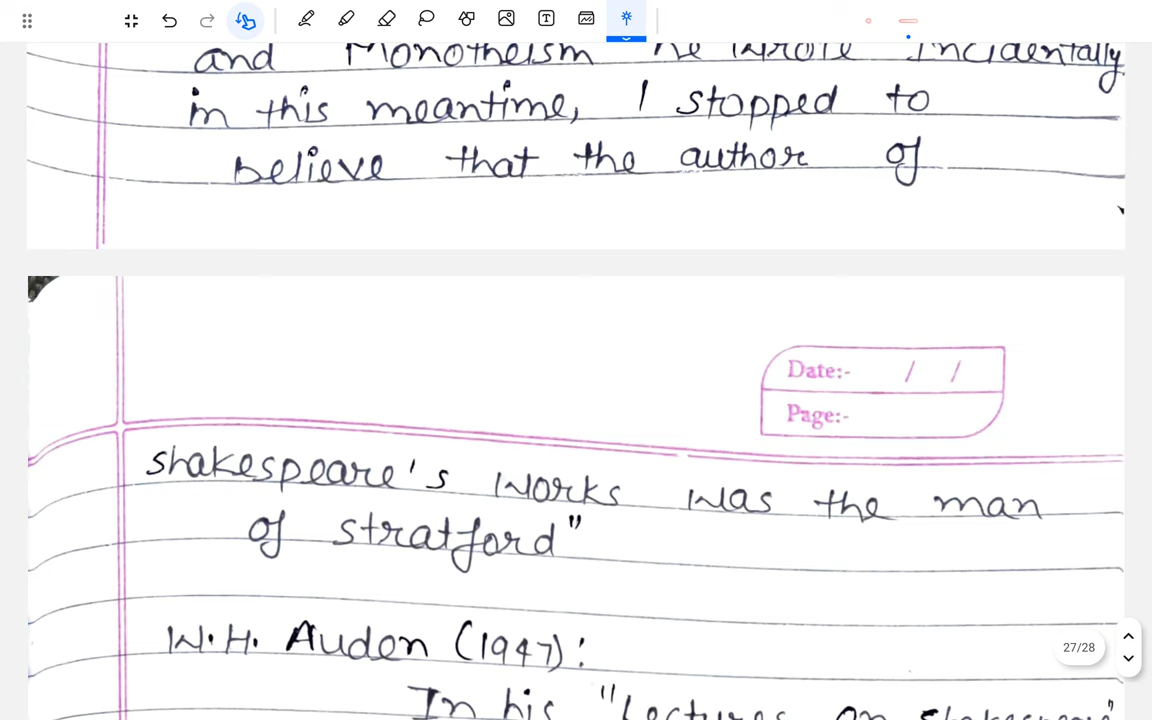 and Monotheism he wrote Incidentally
in this meantime, I stopped to
believe that the author of
Date:- / /
Page:-
shakespeare's works was the man
of stratford"
W.H. Auden (1947):
27/28
In his "Lectures on Shakespeare"